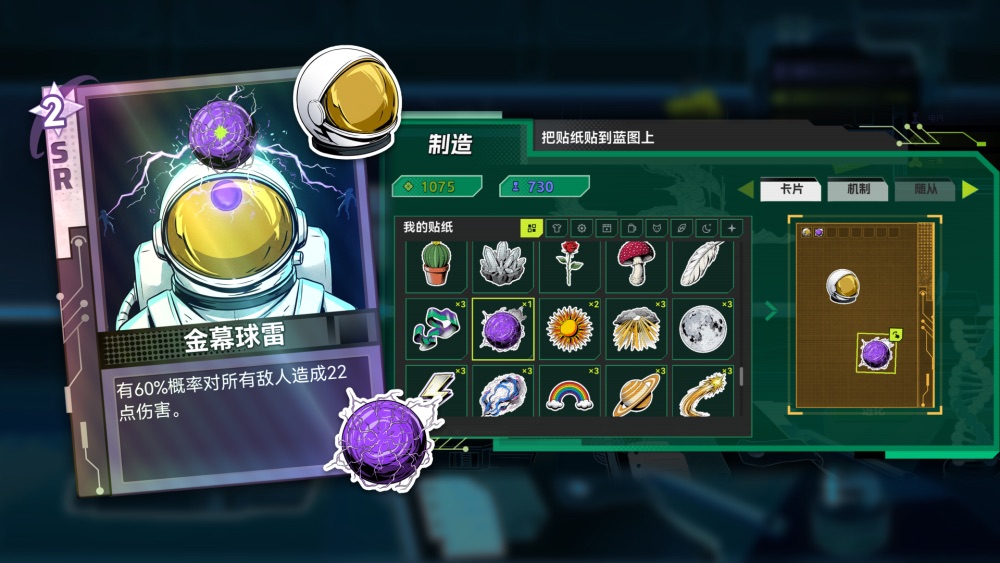 2
SR
金幕球雷
有60%概率对所有敌人造成22
点伤害。
制造
把贴纸贴到蓝图上
1075
730
卡片
机制
随从
我的贴纸
×3
×1
×2
×3
×3
×3
×3
×3
×3
×3